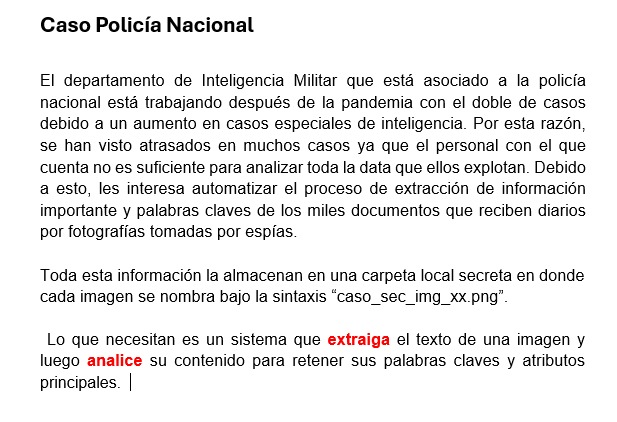 Caso Policía Nacional
El departamento de Inteligencia Militar que está asociado a la policía
nacional está trabajando después de la pandemia con el doble de casos
debido a un aumento en casos especiales de inteligencia. Por esta razón,
se han visto atrasados en muchos casos ya que el personal con el que
cuenta no es suficiente para analizar toda la data que ellos explotan. Debido
a esto, les interesa automatizar el proceso de extracción de información
importante y palabras claves de los miles documentos que reciben diarios
por fotografías tomadas por espías.
Toda esta información la almacenan en una carpeta local secreta en donde
cada imagen se nombra bajo la sintaxis “caso_sec_img_xx.png”.
Lo que necesitan es un sistema que extraiga el texto de una imagen y
luego analice su contenido para retener sus palabras claves y atributos
principales.